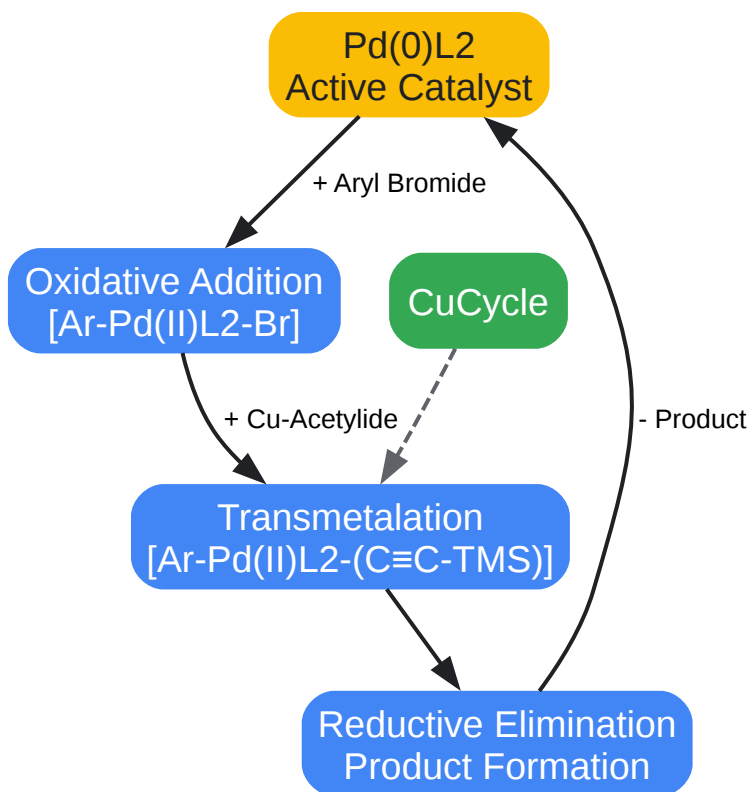 Pd(0)L2
Active Catalyst
+ Aryl Bromide
Oxidative Addition
[Ar-Pd(II)L2-Br]
CuCycle
+ Cu-Acetylide
- Product
Transmetalation
[Ar-Pd(II)L2-(C≡C-TMS)]
Reductive Elimination
Product Formation